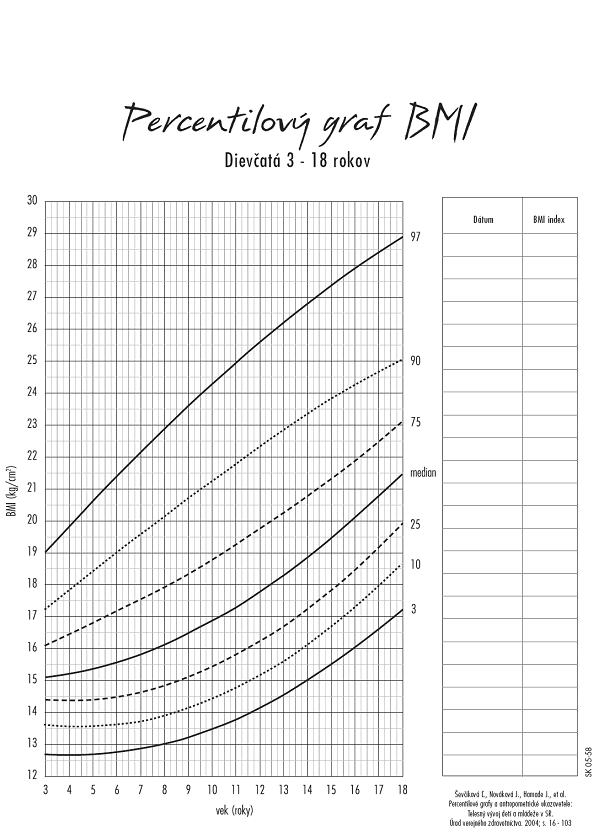 Percentilový graf BMI
Dievčatá 3 - 18 rokov
30
29
28
27
26
25
24
23
22
21
20
19
18
17
16
15
14
13
12
BMI (kg/cm²)
97
90
75
median
25
10
3
3 4 5 6 7 8 9 10 11 12 13 14 15 16 17 18
vek (roky)
Dátum BMI index
SK 05-58
Ševčíková Ľ., Nováková J., Hamade J., et al.
Percentilové grafy a antropometrické ukazovatele:
Telesný vývoj detí a mládeže v SR.
Úrad verejného zdravotníctva. 2004; s. 16 - 103